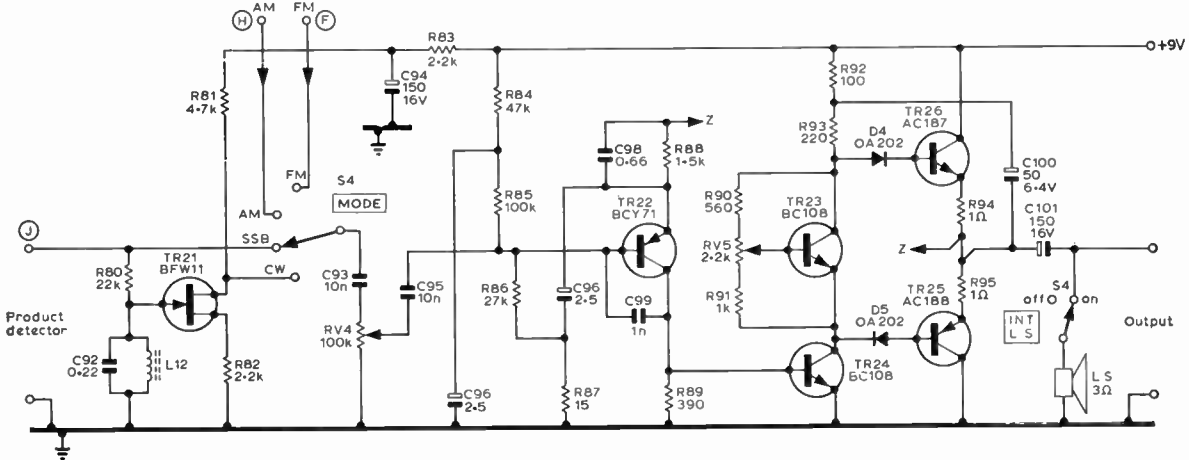 H AM FM F
+9V
R83
2·2k
C94
150
16V
R81
4·7k
R84
47k
C98
0·66
R88
1·5k
Z
R92
100
R93
220
D4
OA202
TR26
AC187
C100
50
6·4V
FM
S4
MODE
AM
J
SSB
CW
R80
22k
TR21
BFW11
C92
0·22
L12
Product
detector
R82
2·2k
C93
10n
RV4
100k
C95
10n
R85
100k
R86
27k
C96
2·5
C96
2·5
R87
15
TR22
BCY71
C99
1n
R89
390
R90
560
RV5
2·2k
R91
1k
TR23
BC108
TR24
BC108
D5
OA202
TR25
AC188
R94
1Ω
Z
R95
1Ω
C101
150
16V
S4
off on
INT
LS
LS
3Ω
Output